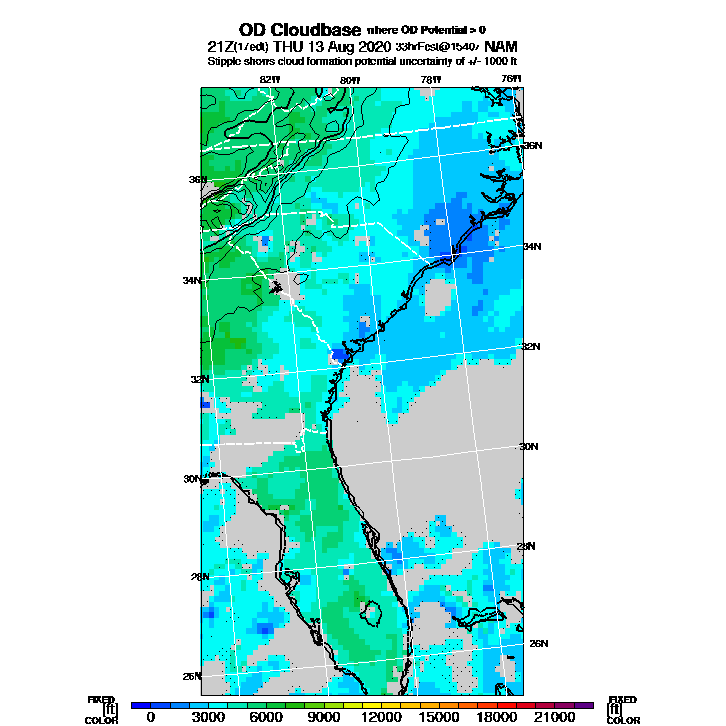 OD Cloudbase where OD Potential > 0
21Z(17edt) THU 13 Aug 2020 33hrFcst@1540z NAM
Stipple shows cloud formation potential uncertainty of +/- 1000 ft
82W 80W 78W 76W
36N
36N
34N
34N
32N
32N
30N
30N
28N
28N
26N
26N
FIXED FIXED
[ft] [ft]
COLOR COLOR
0 3000 6000 9000 12000 15000 18000 21000